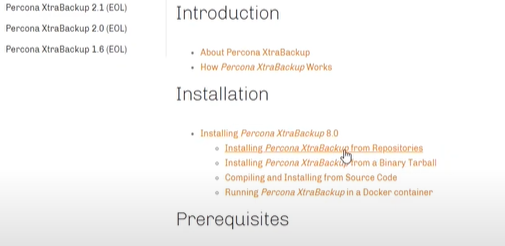 Percona XtraBackup 2.1 (EOL)
Percona XtraBackup 2.0 (EOL)
Percona XtraBackup 1.6 (EOL)
Introduction
About Percona XtraBackup
How Percona XtraBackup Works
Installation
Installing Percona XtraBackup 8.0
Installing Percona XtraBackup from Repositories
Installing Percona XtraBackup from a Binary Tarball
Compiling and Installing from Source Code
Running Percona XtraBackup in a Docker container
Prerequisites